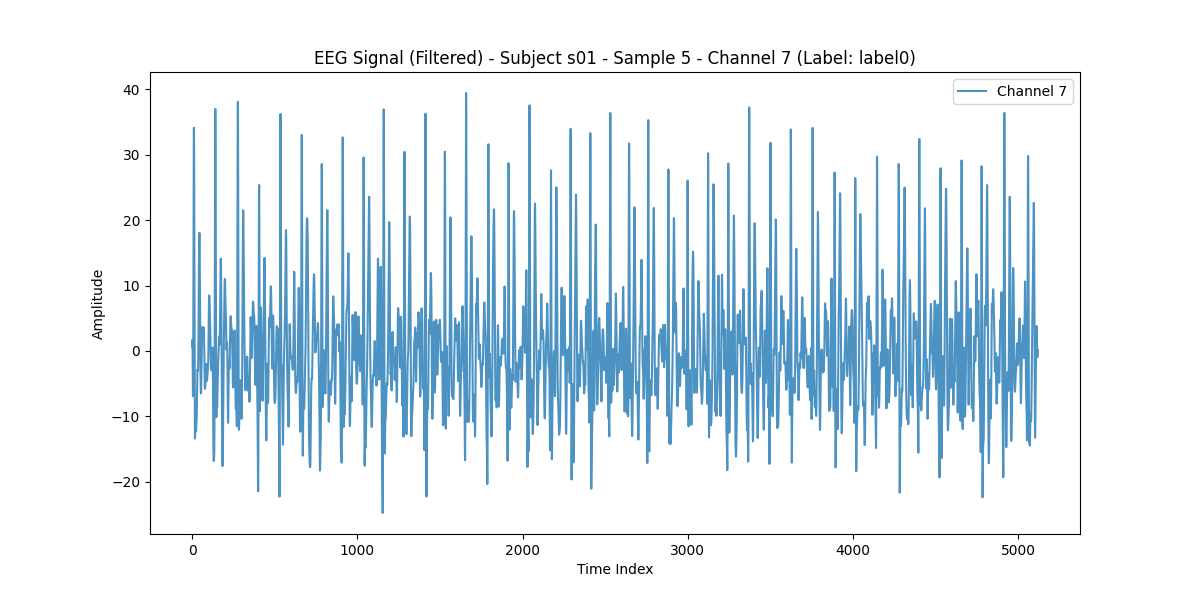 EEG Signal (Filtered) - Subject s01 - Sample 5 - Channel 7 (Label: label0)
Channel 7
40
30
20
10
0
−10
−20
Amplitude
0 1000 2000 3000 4000 5000
Time Index